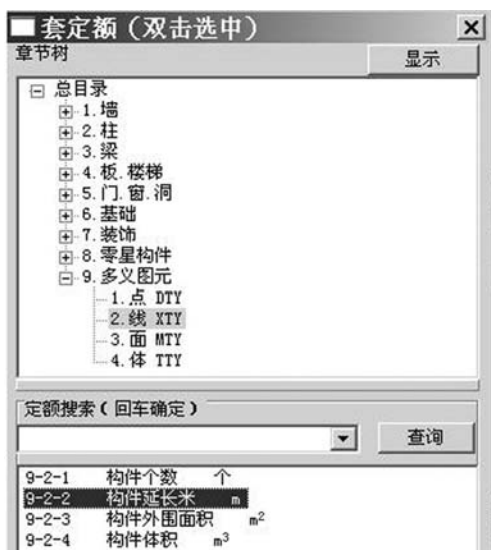 套定额（双击选中）
章节树
显示
总目录
1.墙
2.柱
3.梁
4.板.楼梯
5.门.窗.洞
6.基础
7.装饰
8.零星构件
9.多义图元
1.点 DTY
2.线 XTY
3.面 MTY
4.体 TTY
定额搜索(回车确定)
查询
9-2-1 构件个数 个
9-2-2 构件延长米 m
9-2-3 构件外围面积 m²
9-2-4 构件体积 m³